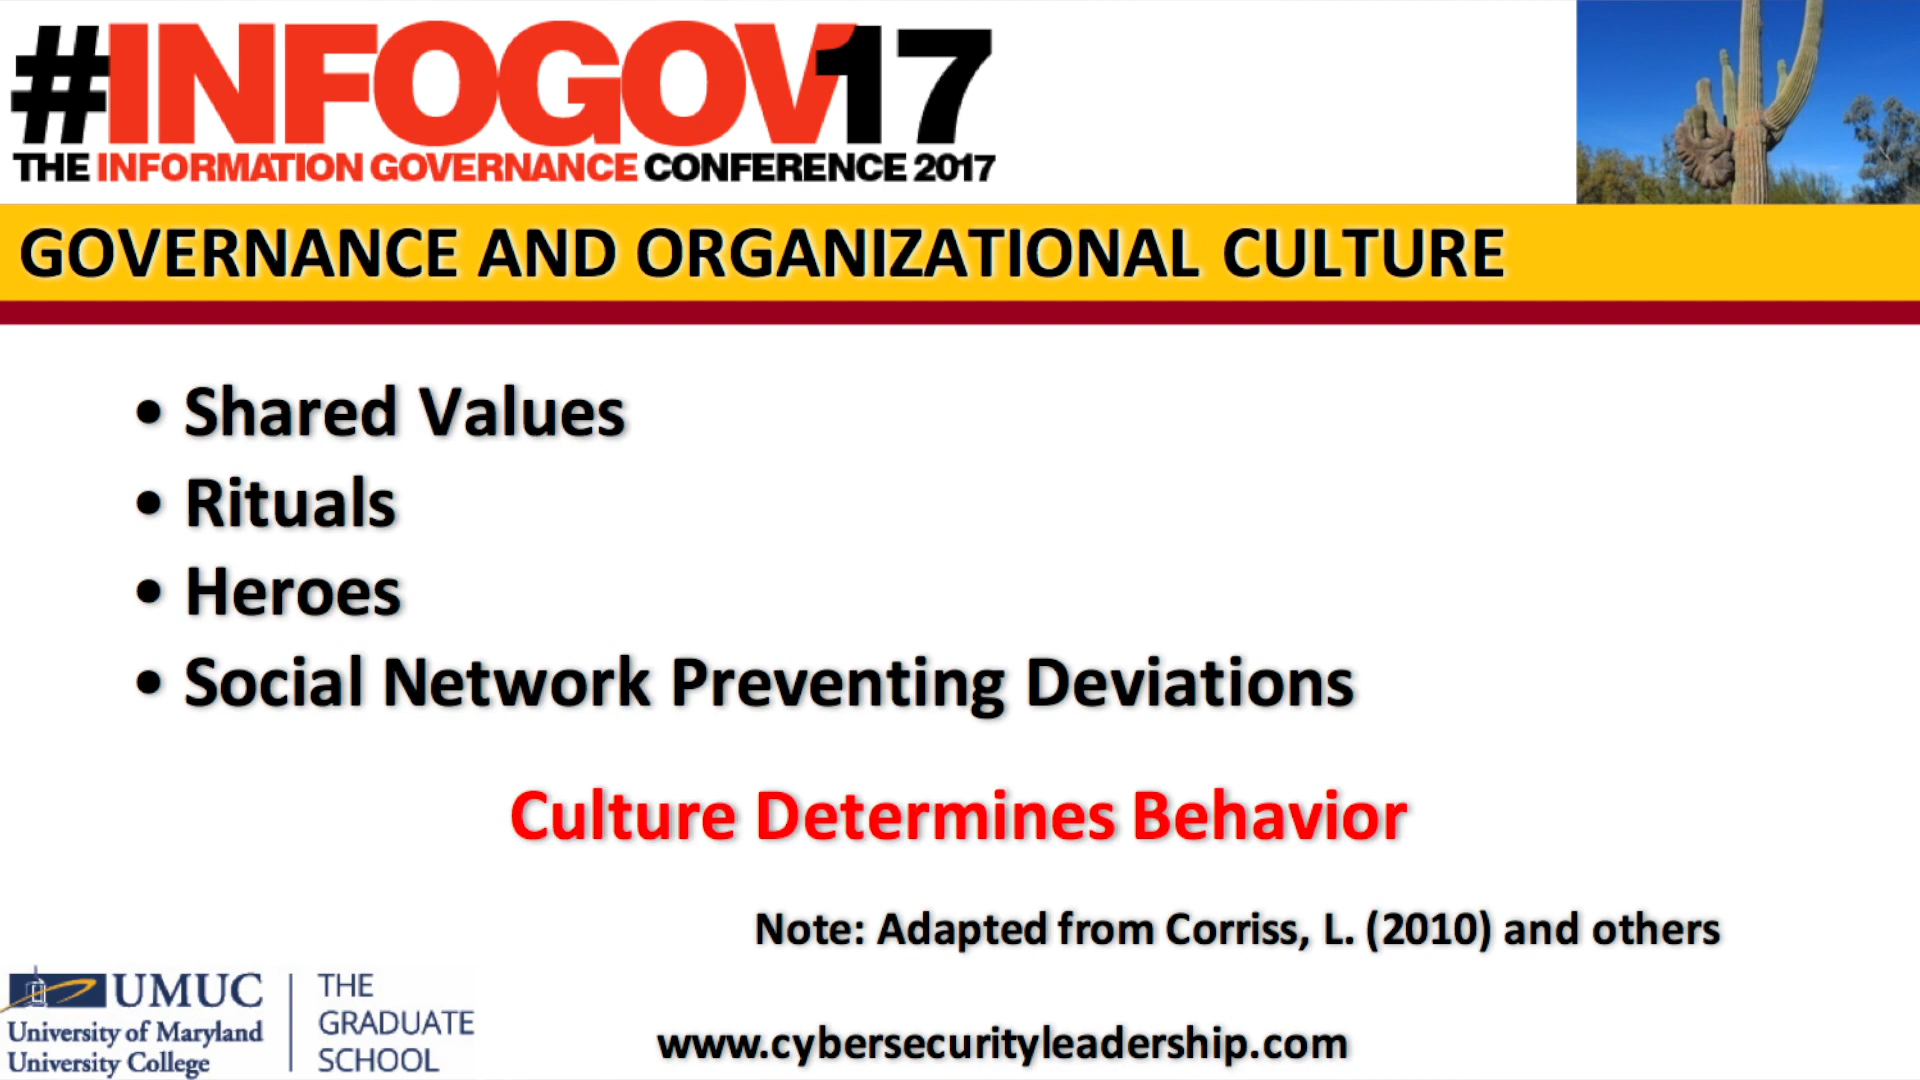 #INFOGOV17
THE INFORMATION GOVERNANCE CONFERENCE 2017
GOVERNANCE AND ORGANIZATIONAL CULTURE
• Shared Values
• Rituals
• Heroes
• Social Network Preventing Deviations
Culture Determines Behavior
Note: Adapted from Corriss, L. (2010) and others
UMUC
University of Maryland
University College
THE
GRADUATE
SCHOOL
www.cybersecurityleadership.com